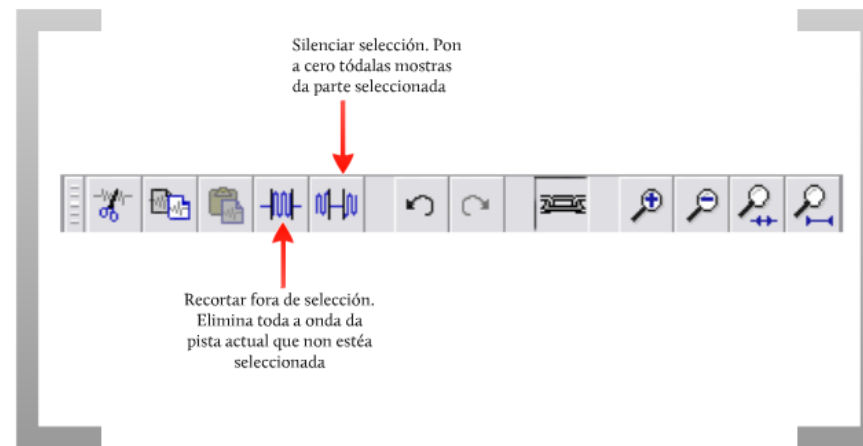 Silenciar selección. Pon
a cero tódalas mostras
da parte seleccionada
Recortar fora de selección.
Elimina toda a onda da
pista actual que non estéa
seleccionada